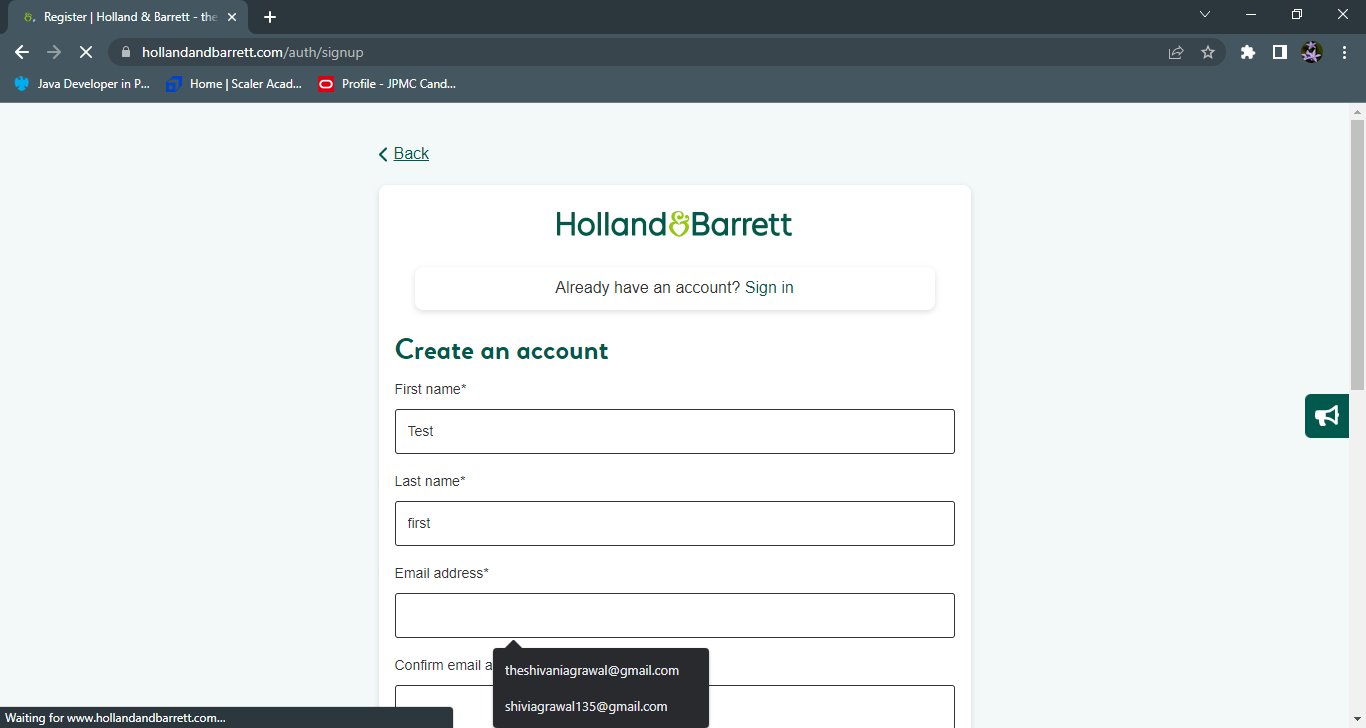 Register | Holland & Barrett - the
hollandandbarrett.com/auth/signup
Java Developer in P...
Home | Scaler Acad...
Profile - JPMC Cand...
Back
Holland&Barrett
Already have an account? Sign in
Create an account
First name*
Test
Last name*
first
Email address*
Confirm email a
theshivaniagrawal@gmail.com
shiviagrawal135@gmail.com
Waiting for www.hollandandbarrett.com...